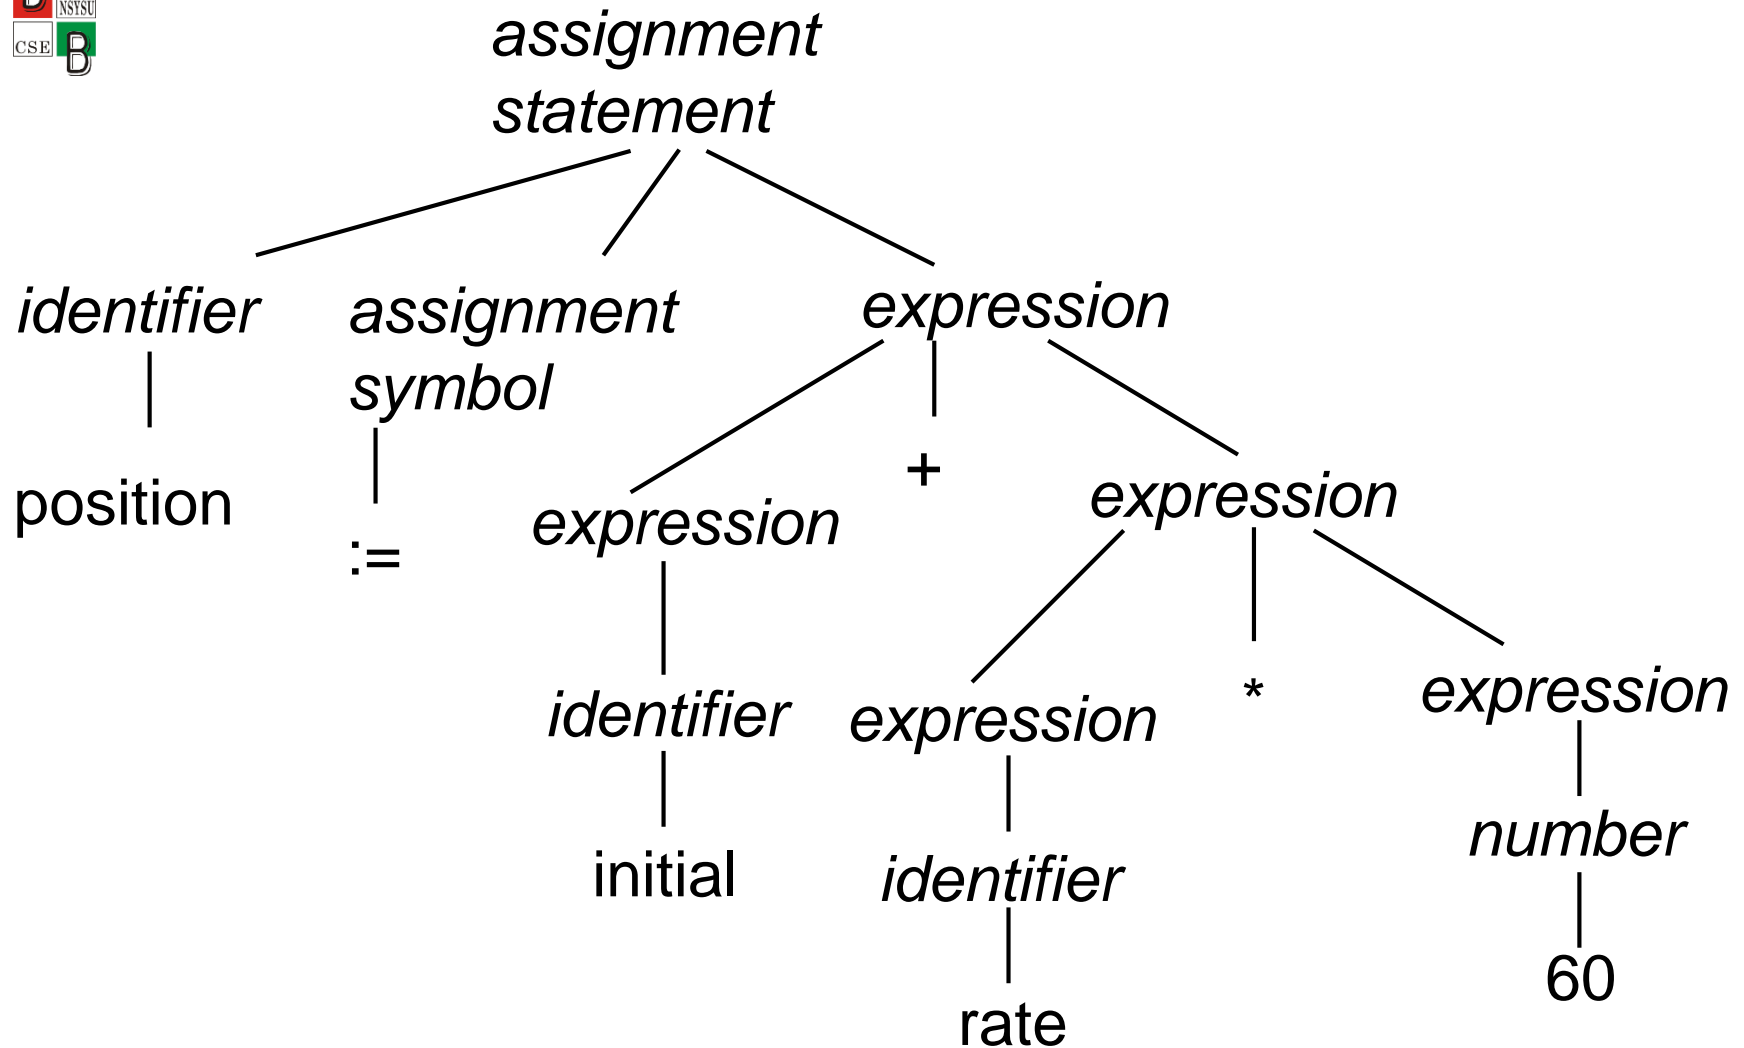 NSYSU
CSE
B
assignment
statement
identifier
assignment
symbol
expression
position
:=
+
expression
expression
identifier
expression
*
expression
initial
identifier
number
rate
60